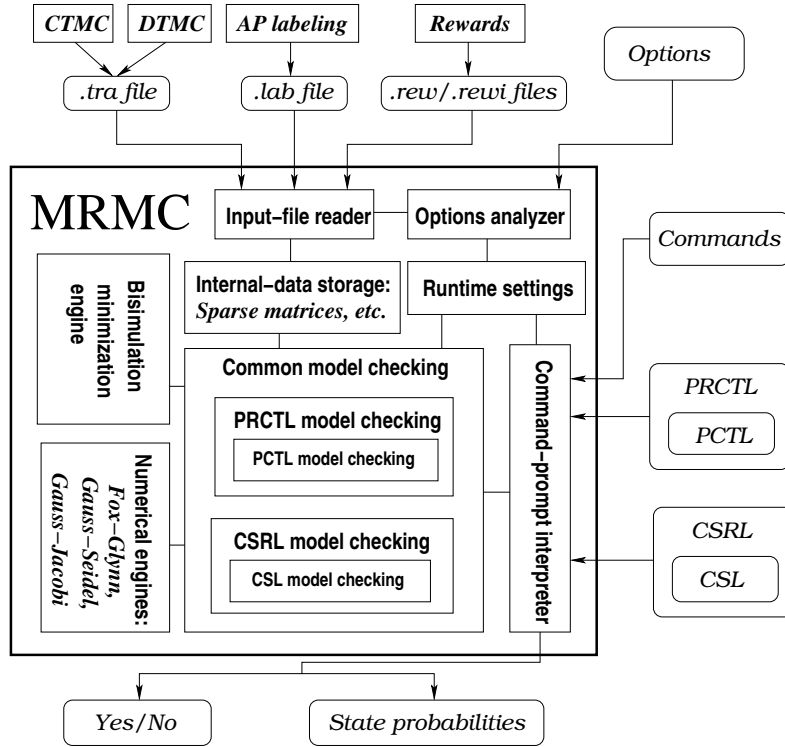 CTMC
DTMC
AP labeling
Rewards
Options
.tra file
.lab file
.rew/.rewi files
MRMC
Input-file reader
Options analyzer
Commands
Bisimulation
minimization
engine
Internal-data storage:
Sparse matrices, etc.
Runtime settings
Common model checking
PRCTL model checking
PCTL model checking
Command-prompt interpreter
PRCTL
PCTL
Numerical engines:
Fox-Glynn,
Gauss-Seidel,
Gauss-Jacobi
CSRL model checking
CSL model checking
CSRL
CSL
Yes/No
State probabilities